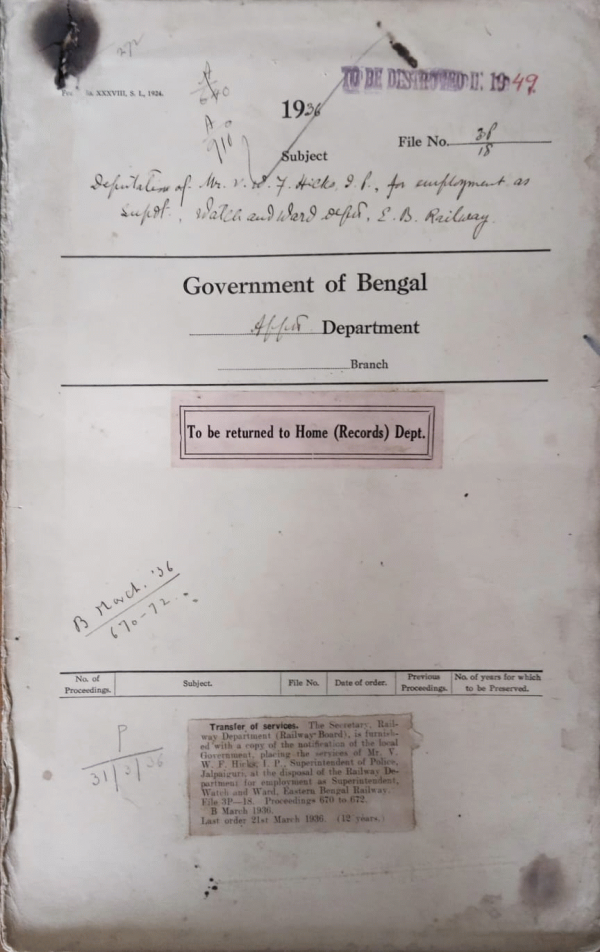 272
XXXVIII, S. I., 1924.
TO BE DESTROYED IN 1949
1936
File No. 3P/18
Subject
Deputation of Mr. V. W. F. Hicks, I. P., for employment as
Supdt., Watch and Ward Deptt, E. B. Railway.
Government of Bengal
Apptt Department
Branch
To be returned to Home (Records) Dept.
B March '36
670-72
No. of Proceedings. Subject. File No. Date of order. Previous Proceedings. No. of years for which to be Preserved.
P
31/3/36
Transfer of services. The Secretary, Rail-
way Department (Railway Board), is furnish-
ed with a copy of the notification of the local
Government, placing the services of Mr. V.
W. F. Hicks, I. P., Superintendent of Police,
Jalpaiguri, at the disposal of the Railway De-
partment for employment as Superintendent,
Watch and Ward, Eastern Bengal Railway.
File 3P—18. Proceedings 670 to 672.
B March 1936.
Last order 21st March 1936. (12 years.)